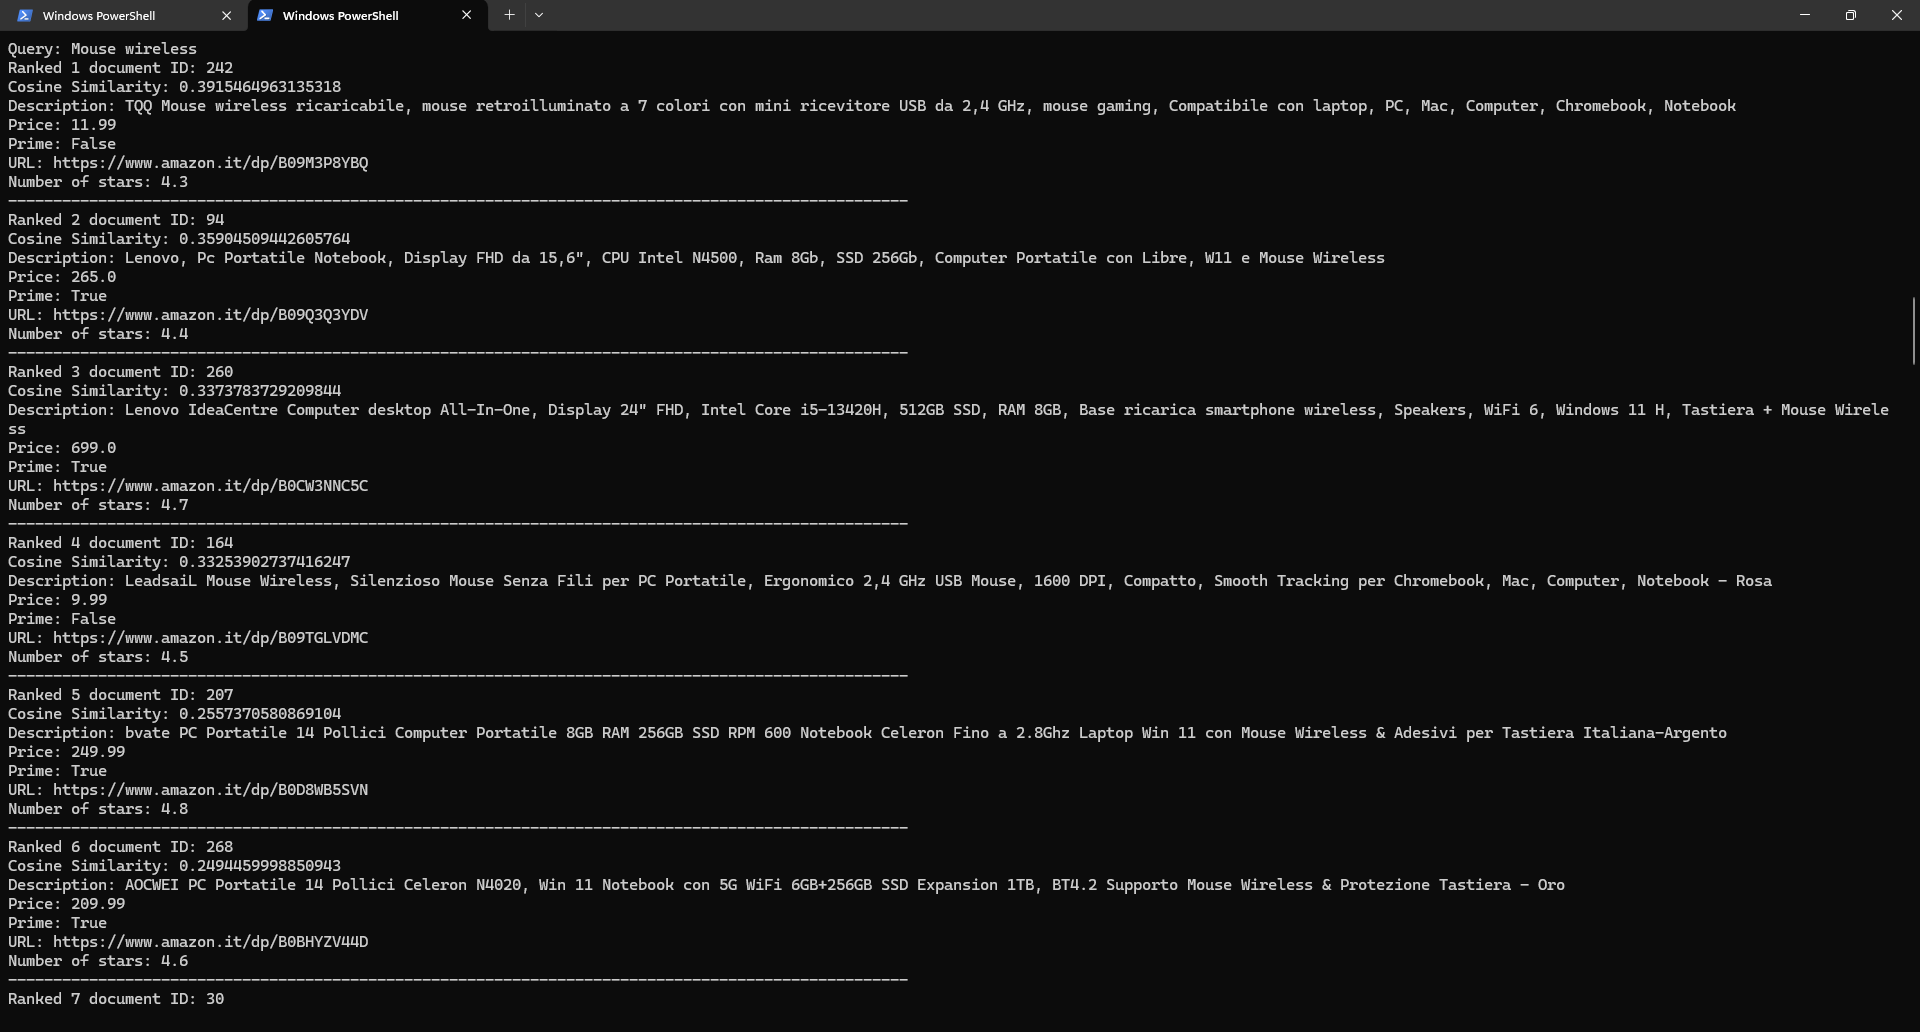 Windows PowerShell
Windows PowerShell
Query: Mouse wireless
Ranked 1 document ID: 242
Cosine Similarity: 0.3915464963135318
Description: TQQ Mouse wireless ricaricabile, mouse retroilluminato a 7 colori con mini ricevitore USB da 2,4 GHz, mouse gaming, Compatibile con laptop, PC, Mac, Computer, Chromebook, Notebook
Price: 11.99
Prime: False
URL: https://www.amazon.it/dp/B09M3P8YBQ
Number of stars: 4.3
----------------------------------------------------------------------------------------------------
Ranked 2 document ID: 94
Cosine Similarity: 0.35904509442605764
Description: Lenovo, Pc Portatile Notebook, Display FHD da 15,6", CPU Intel N4500, Ram 8Gb, SSD 256Gb, Computer Portatile con Libre, W11 e Mouse Wireless
Price: 265.0
Prime: True
URL: https://www.amazon.it/dp/B09Q3Q3YDV
Number of stars: 4.4
----------------------------------------------------------------------------------------------------
Ranked 3 document ID: 260
Cosine Similarity: 0.3373783729209844
Description: Lenovo IdeaCentre Computer desktop All-In-One, Display 24" FHD, Intel Core i5-13420H, 512GB SSD, RAM 8GB, Base ricarica smartphone wireless, Speakers, WiFi 6, Windows 11 H, Tastiera + Mouse Wirele
ss
Price: 699.0
Prime: True
URL: https://www.amazon.it/dp/B0CW3NNC5C
Number of stars: 4.7
----------------------------------------------------------------------------------------------------
Ranked 4 document ID: 164
Cosine Similarity: 0.33253902737416247
Description: LeadsaiL Mouse Wireless, Silenzioso Mouse Senza Fili per PC Portatile, Ergonomico 2,4 GHz USB Mouse, 1600 DPI, Compatto, Smooth Tracking per Chromebook, Mac, Computer, Notebook - Rosa
Price: 9.99
Prime: False
URL: https://www.amazon.it/dp/B09TGLVDMC
Number of stars: 4.5
----------------------------------------------------------------------------------------------------
Ranked 5 document ID: 207
Cosine Similarity: 0.2557370580869104
Description: bvate PC Portatile 14 Pollici Computer Portatile 8GB RAM 256GB SSD RPM 600 Notebook Celeron Fino a 2.8Ghz Laptop Win 11 con Mouse Wireless & Adesivi per Tastiera Italiana-Argento
Price: 249.99
Prime: True
URL: https://www.amazon.it/dp/B0D8WB5SVN
Number of stars: 4.8
----------------------------------------------------------------------------------------------------
Ranked 6 document ID: 268
Cosine Similarity: 0.2494459998850943
Description: AOCWEI PC Portatile 14 Pollici Celeron N4020, Win 11 Notebook con 5G WiFi 6GB+256GB SSD Expansion 1TB, BT4.2 Supporto Mouse Wireless & Protezione Tastiera - Oro
Price: 209.99
Prime: True
URL: https://www.amazon.it/dp/B0BHYZV44D
Number of stars: 4.6
----------------------------------------------------------------------------------------------------
Ranked 7 document ID: 30